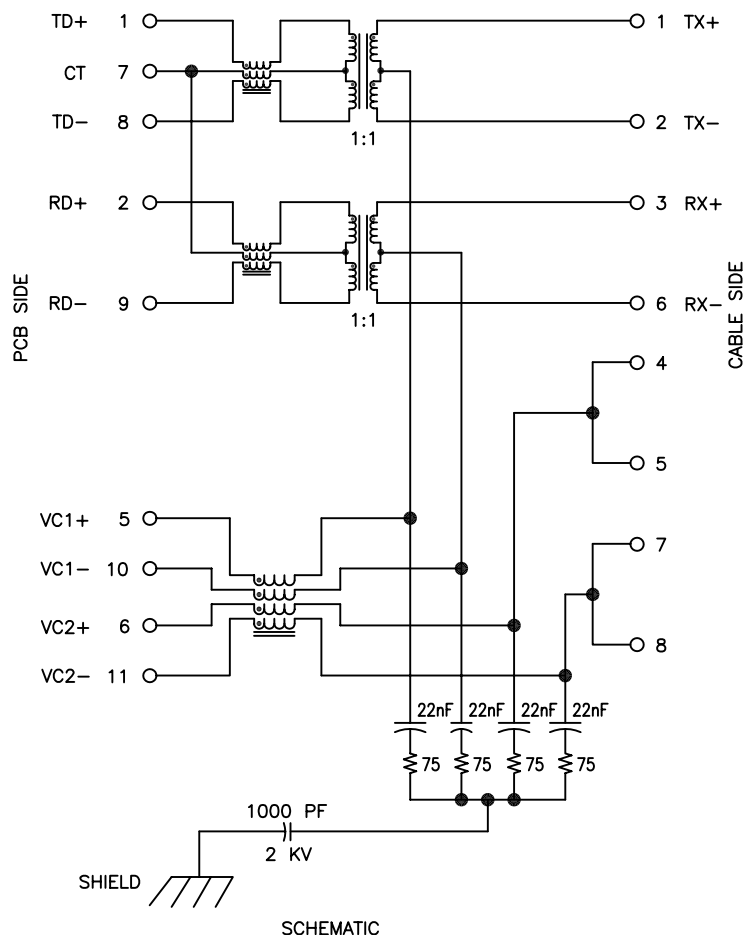 TD+ 1
1 TX+
CT 7
TD- 8
2 TX-
1:1
RD+ 2
3 RX+
RD- 9
6 RX-
1:1
PCB SIDE
CABLE SIDE
4
5
VC1+ 5
7
VC1- 10
VC2+ 6
8
VC2- 11
22nF 22nF 22nF 22nF
75 75 75 75
1000 PF
2 KV
SHIELD
SCHEMATIC